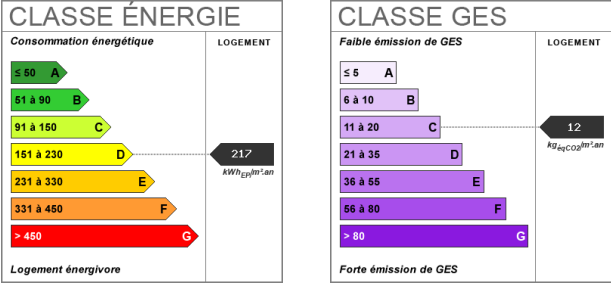 CLASSE ÉNERGIE
Consommation énergétique
LOGEMENT
≤ 50 A
51 à 90 B
91 à 150 C
151 à 230 D
217
kWhEP/m².an
231 à 330 E
331 à 450 F
> 450 G
Logement énergivore
CLASSE GES
Faible émission de GES
LOGEMENT
≤ 5 A
6 à 10 B
11 à 20 C
12
kgéqCO2/m².an
21 à 35 D
36 à 55 E
56 à 80 F
> 80 G
Forte émission de GES